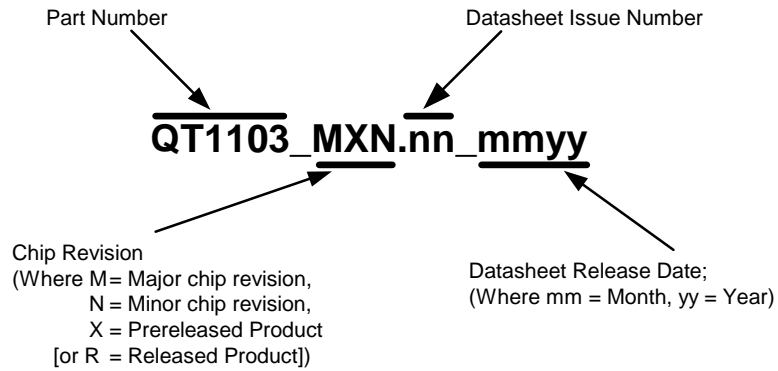 Part Number
Datasheet Issue Number
QT1103_MXN.nn_mmyy
Chip Revision
(Where M= Major chip revision,
N = Minor chip revision,
X = Prereleased Product
[or R = Released Product])
Datasheet Release Date;
(Where mm = Month, yy = Year)